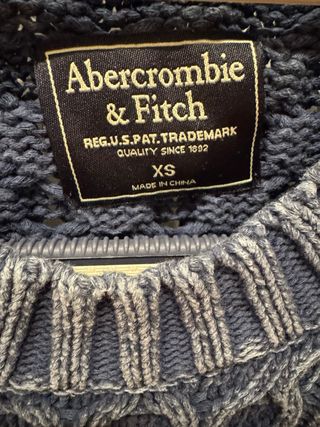 Abercrombie
& Fitch
REG.U.S.PAT.TRADEMARK
QUALITY SINCE 1892
XS
MADE IN CHINA